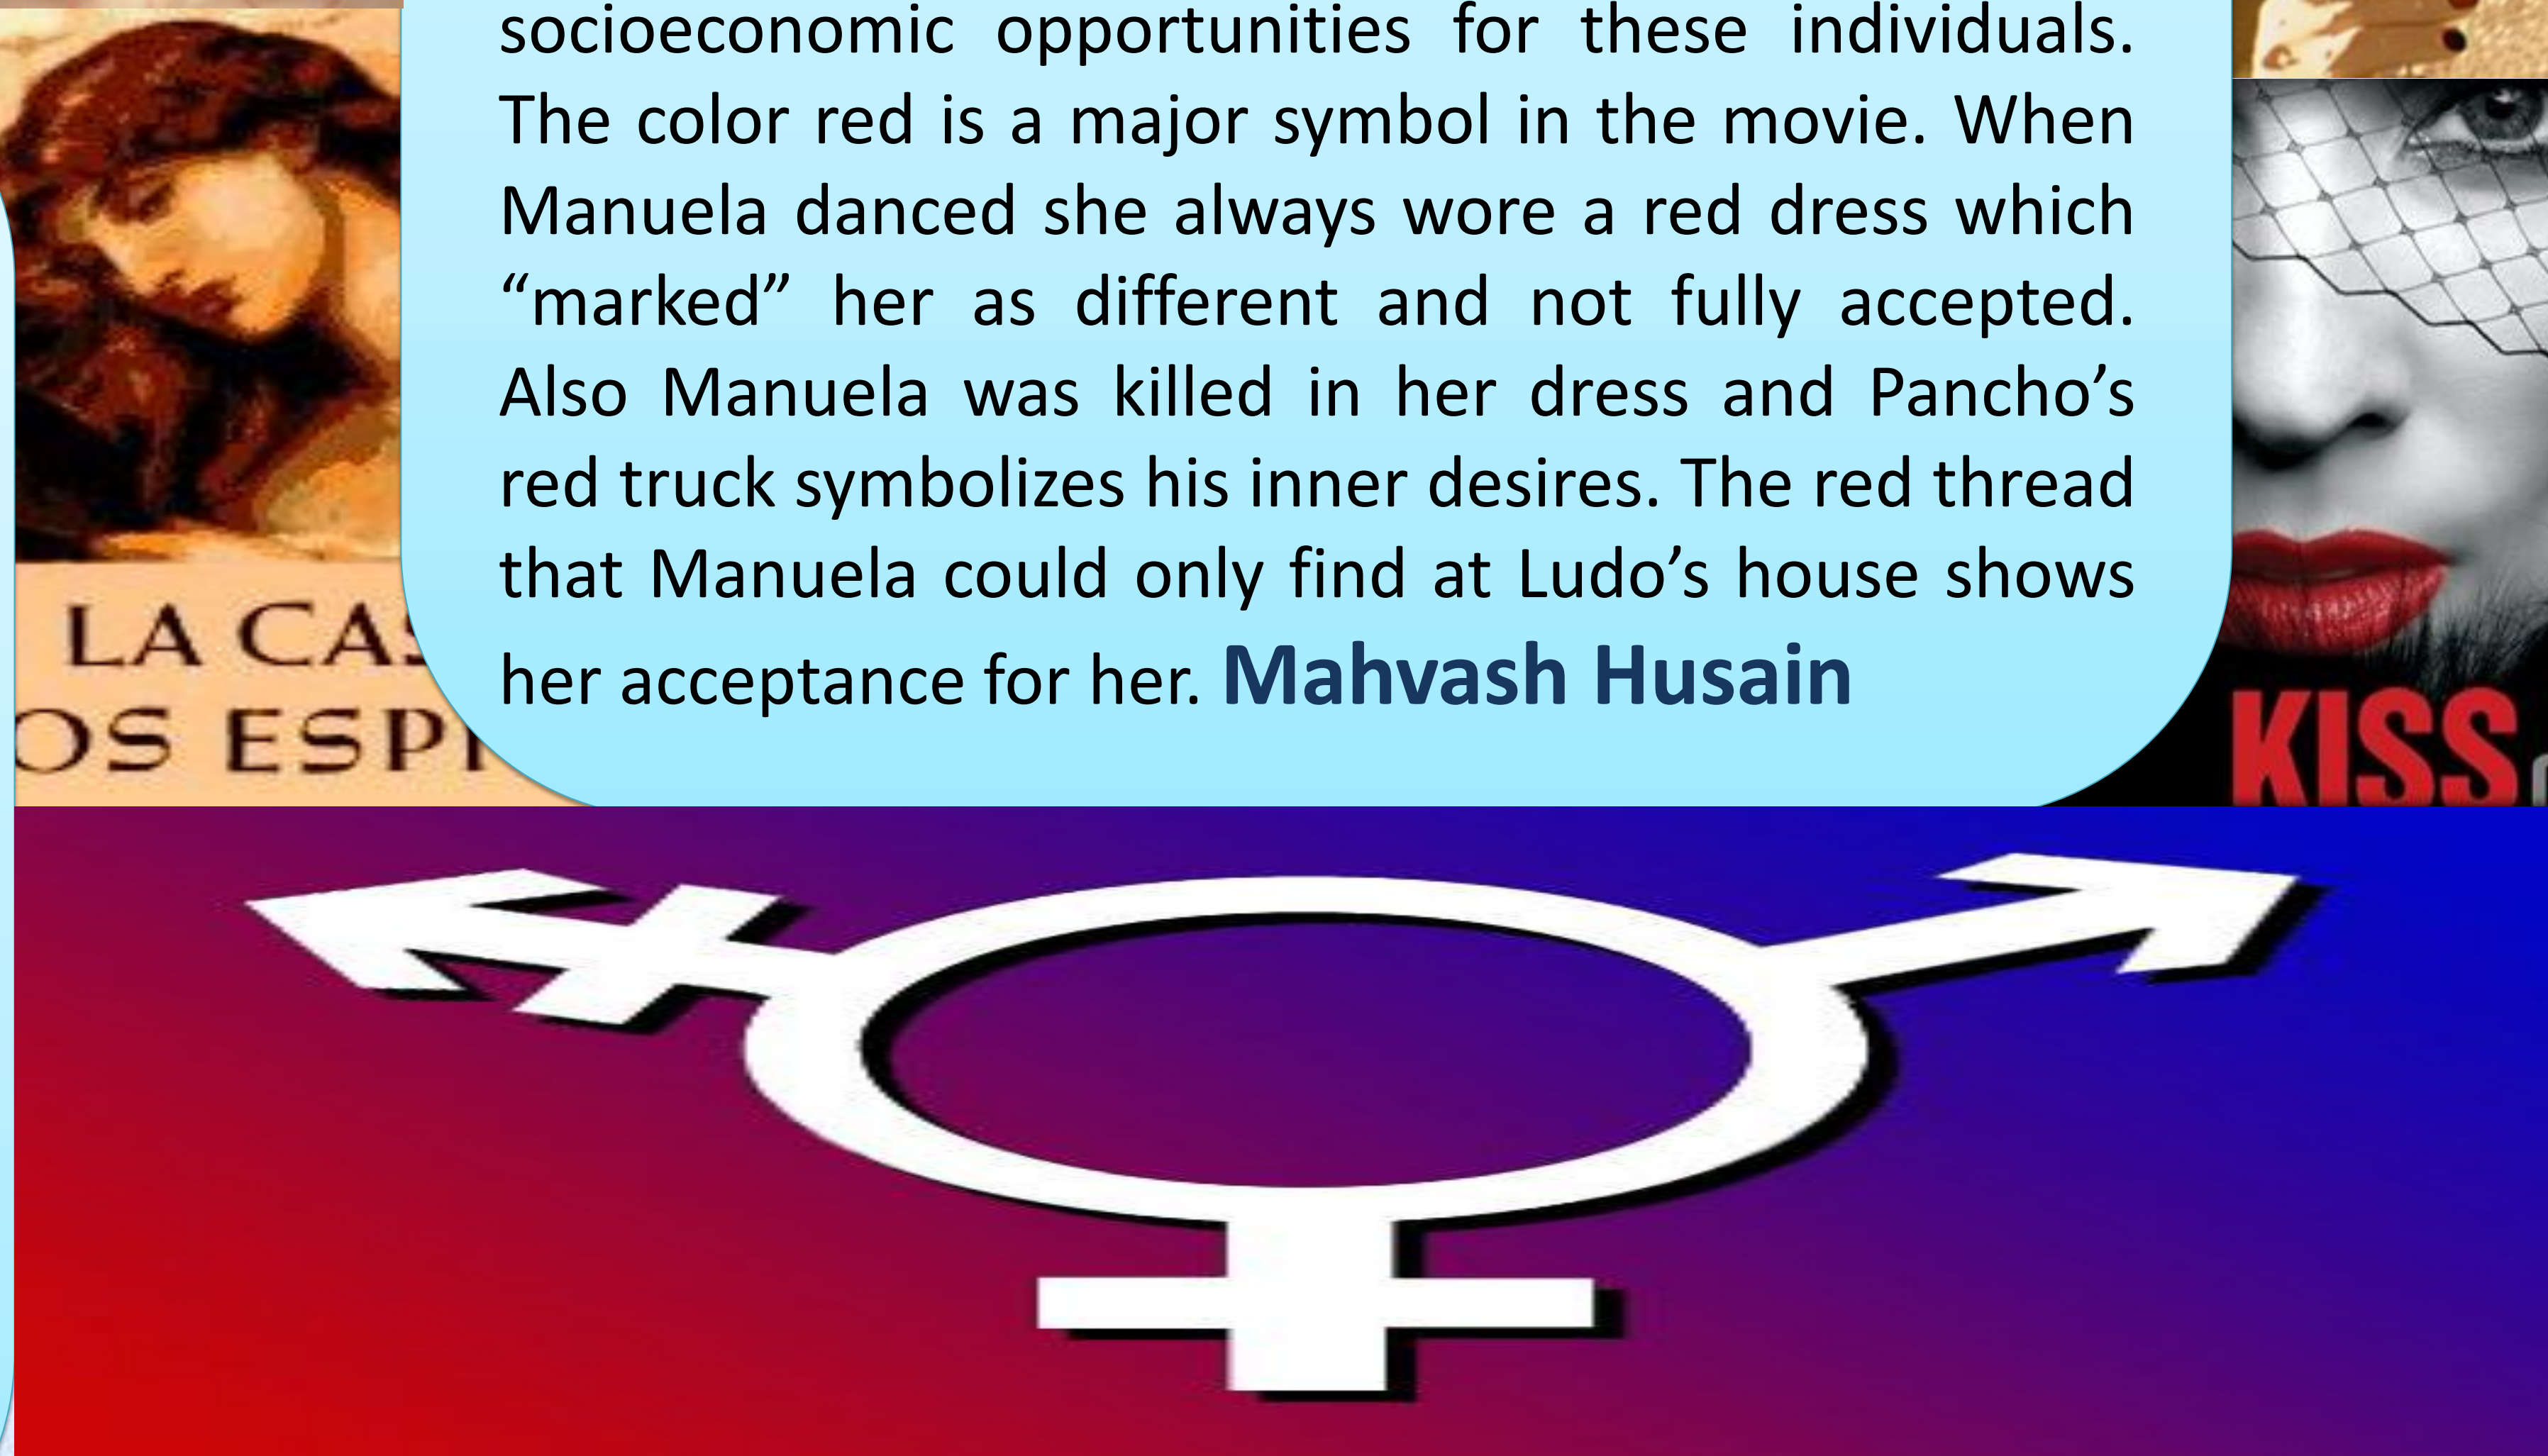 socioeconomic opportunities for these individuals.
The color red is a major symbol in the movie. When
Manuela danced she always wore a red dress which
“marked” her as different and not fully accepted.
Also Manuela was killed in her dress and Pancho’s
red truck symbolizes his inner desires. The red thread
that Manuela could only find at Ludo’s house shows
her acceptance for her. Mahvash Husain
LA CAS
OS ESPI
KISS